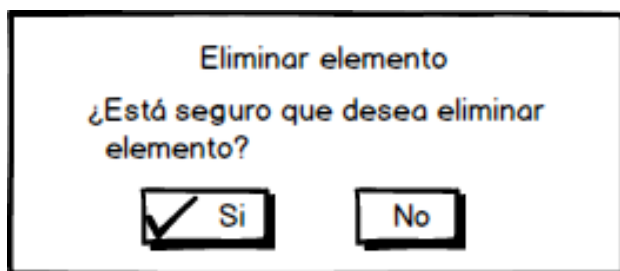 Eliminar elemento
¿Está seguro que desea eliminar
elemento?
Si No